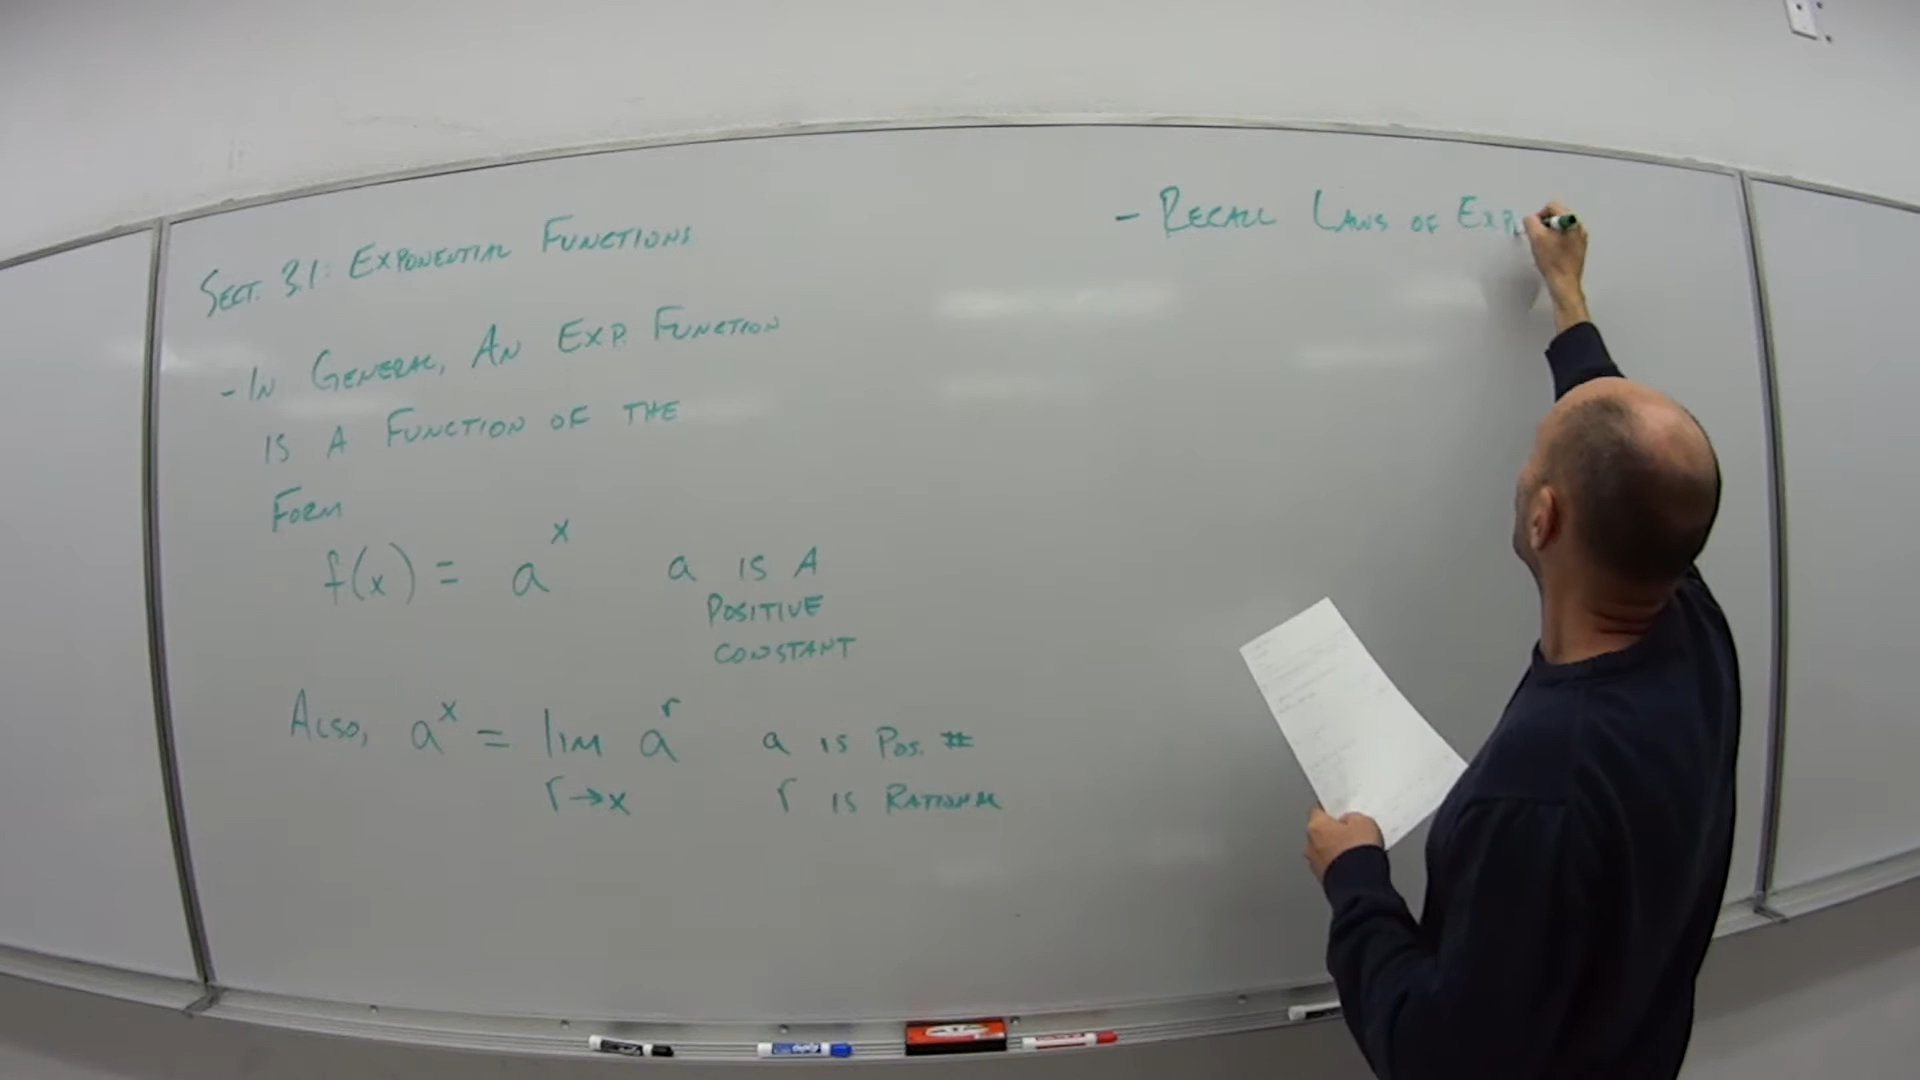 SECT. 3.1: EXPONENTIAL FUNCTIONS
- IN GENERAL, AN EXP. FUNCTION
IS A FUNCTION OF THE
FORM
f(x) = a^x
a IS A
POSITIVE
CONSTANT
ALSO, a^x = lim a^r
r→x
a IS POS. #
r IS RATIONAL
- RECALL LAWS OF EXP